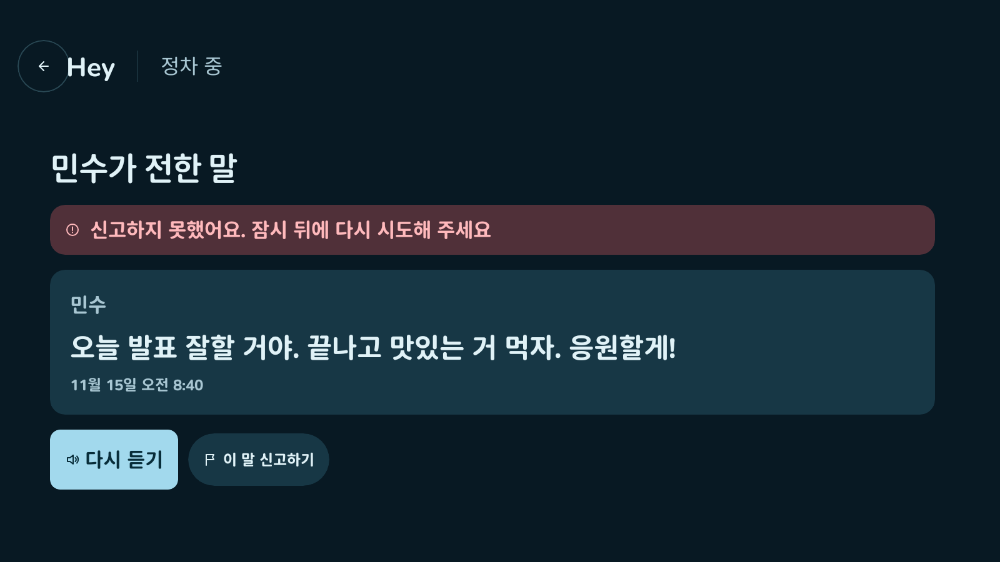 Hey
정차 중
민수가 전한 말
신고하지 못했어요. 잠시 뒤에 다시 시도해 주세요
민수
오늘 발표 잘할 거야. 끝나고 맛있는 거 먹자. 응원할게!
11월 15일 오전 8:40
다시 듣기
이 말 신고하기